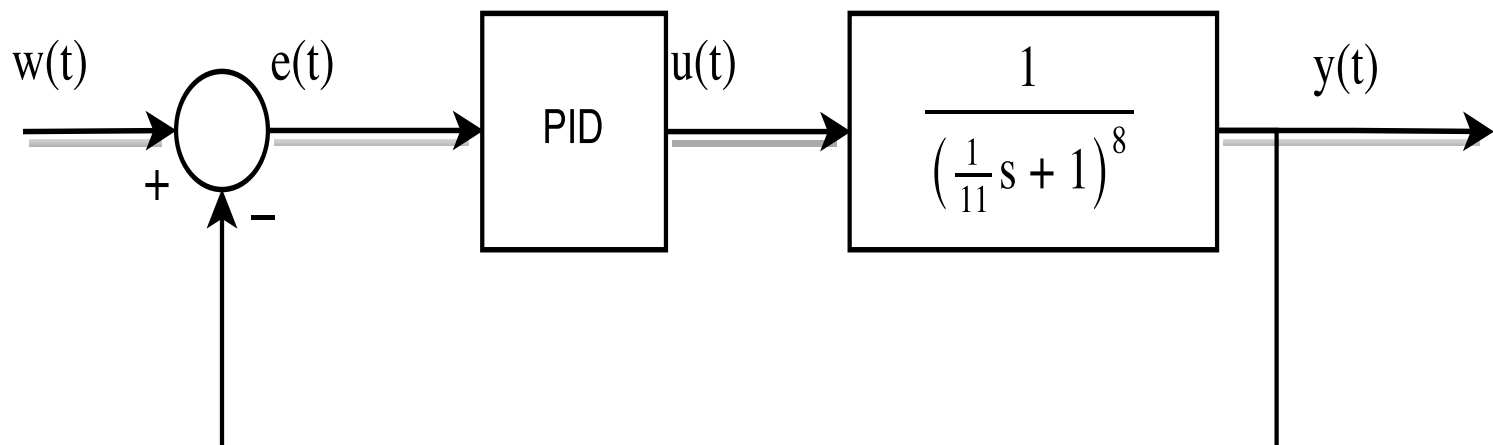 w(t)
e(t)
u(t)
y(t)
+
−
PID
1
(1/11 s + 1)^8